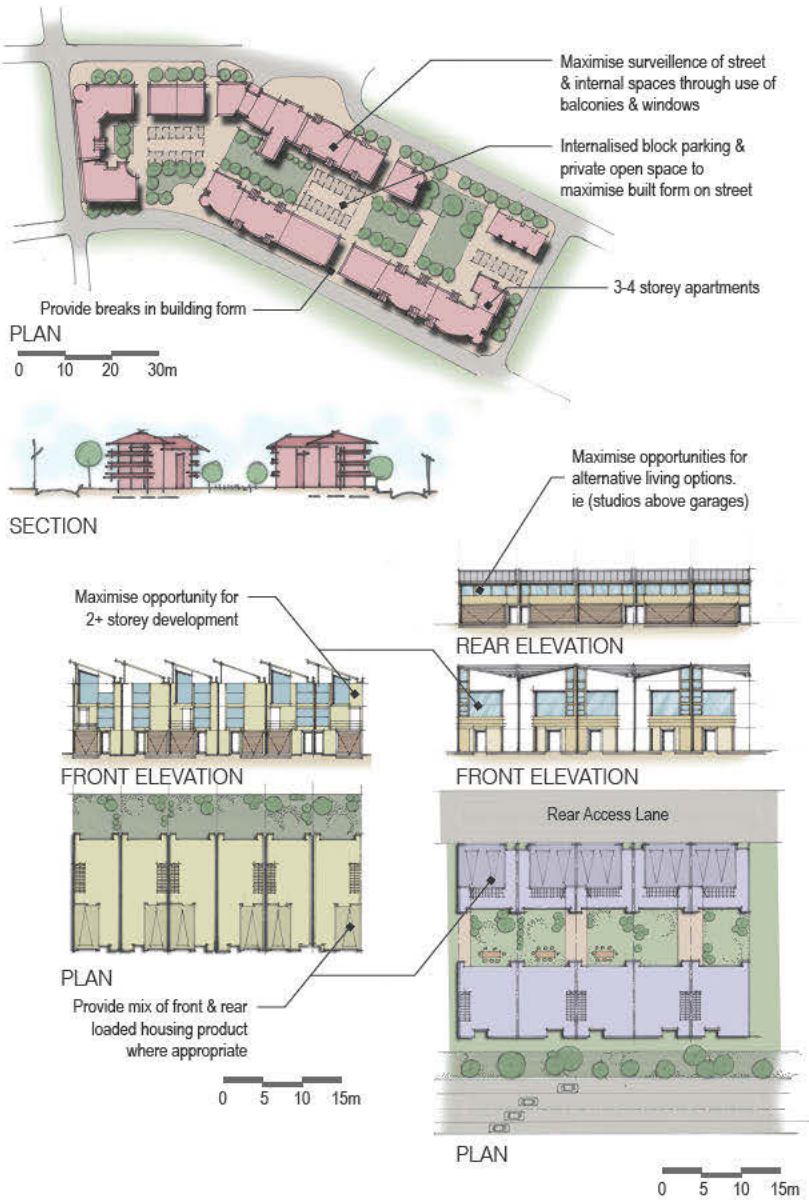 Maximise surveillence of street
& internal spaces through use of
balconies & windows
Internalised block parking &
private open space to
maximise built form on street
3-4 storey apartments
Provide breaks in building form
PLAN
0 10 20 30m
SECTION
Maximise opportunities for
alternative living options.
ie (studios above garages)
Maximise opportunity for
2+ storey development
REAR ELEVATION
FRONT ELEVATION
FRONT ELEVATION
Rear Access Lane
PLAN
Provide mix of front & rear
loaded housing product
where appropriate
0 5 10 15m
PLAN
0 5 10 15m